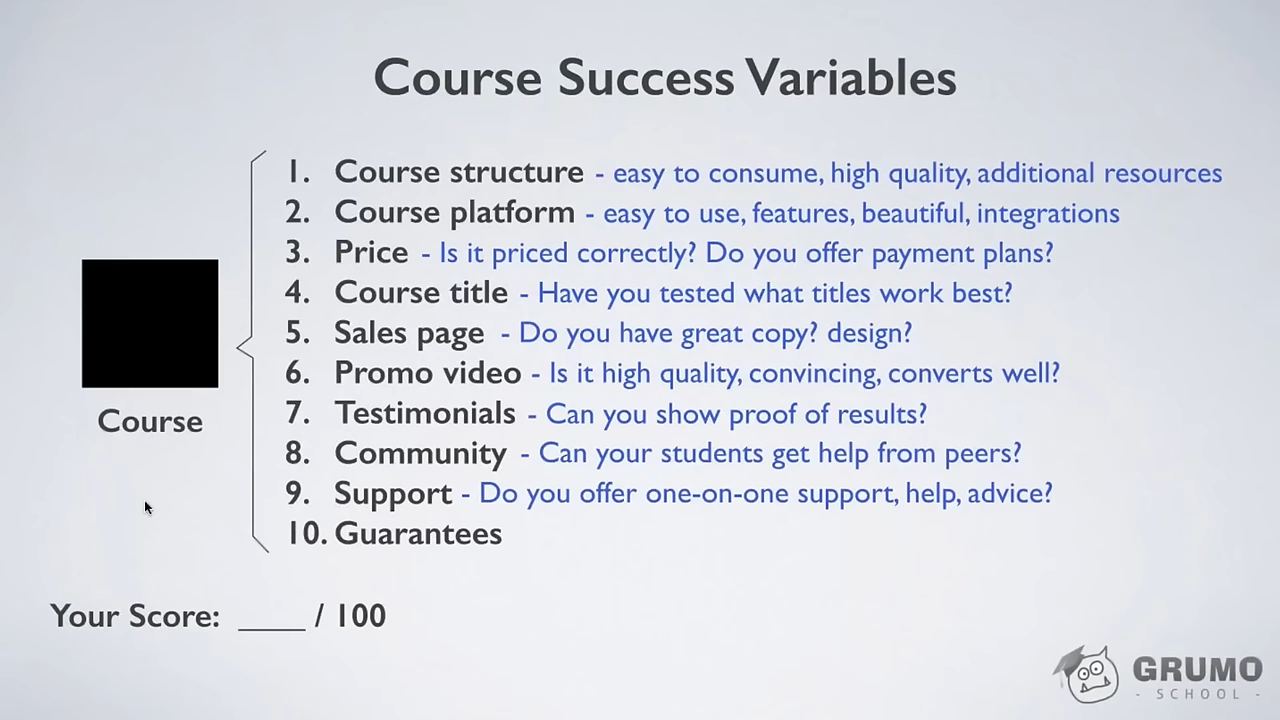 Course Success Variables
1. Course structure - easy to consume, high quality, additional resources
2. Course platform - easy to use, features, beautiful, integrations
3. Price - Is it priced correctly? Do you offer payment plans?
4. Course title - Have you tested what titles work best?
5. Sales page - Do you have great copy? design?
6. Promo video - Is it high quality, convincing, converts well?
7. Testimonials - Can you show proof of results?
8. Community - Can your students get help from peers?
9. Support - Do you offer one-on-one support, help, advice?
10. Guarantees
Course
Your Score: ____ / 100
GRUMO
- SCHOOL -